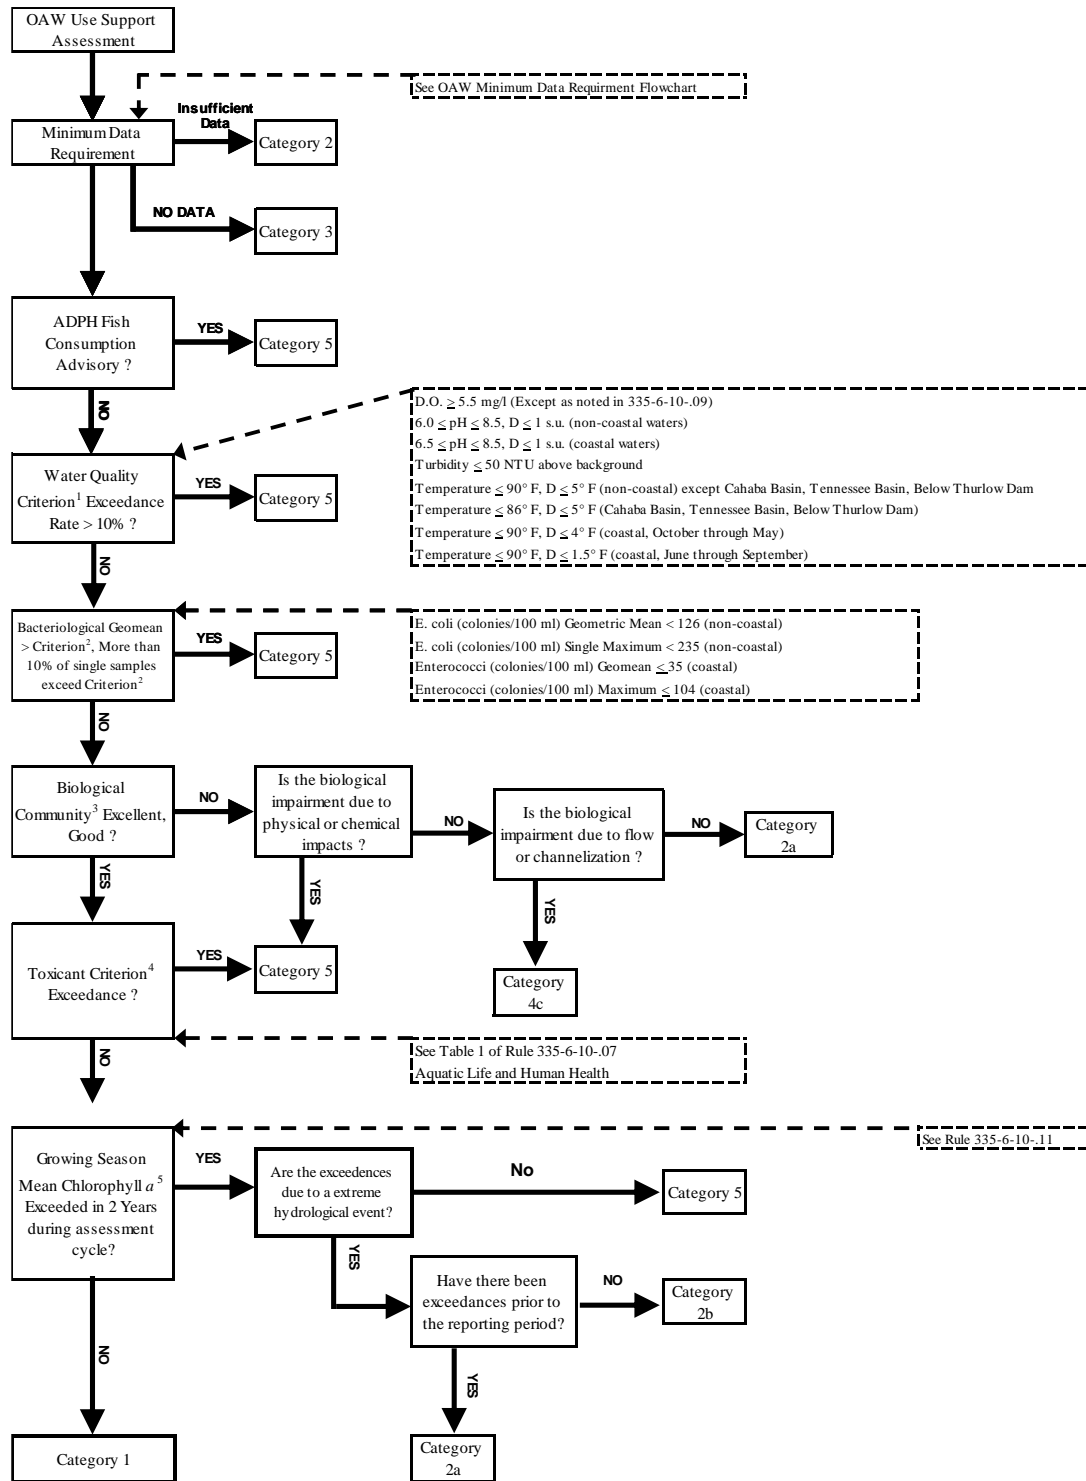 OAW Use Support
Assessment
See OAW Minimum Data Requirment Flowchart
Minimum Data
Requirement
Insufficient
Data
Category 2
NO DATA
Category 3
ADPH Fish
Consumption
Advisory ?
YES
Category 5
NO
D.O. ≥ 5.5 mg/l (Except as noted in 335-6-10-.09)
6.0 ≤ pH ≤ 8.5, D ≤ 1 s.u. (non-coastal waters)
6.5 ≤ pH ≤ 8.5, D ≤ 1 s.u. (coastal waters)
Turbidity ≤ 50 NTU above background
Temperature ≤ 90° F, D ≤ 5° F (non-coastal) except Cahaba Basin, Tennessee Basin, Below Thurlow Dam
Temperature ≤ 86° F, D ≤ 5° F (Cahaba Basin, Tennessee Basin, Below Thurlow Dam)
Temperature ≤ 90° F, D ≤ 4° F (coastal, October through May)
Temperature ≤ 90° F, D ≤ 1.5° F (coastal, June through September)
Water Quality
Criterion¹ Exceedance
Rate > 10% ?
YES
Category 5
NO
Bacteriological Geomean
> Criterion², More than
10% of single samples
exceed Criterion²
YES
Category 5
E. coli (colonies/100 ml) Geometric Mean < 126 (non-coastal)
E. coli (colonies/100 ml) Single Maximum < 235 (non-coastal)
Enterococci (colonies/100 ml) Geomean ≤ 35 (coastal)
Enterococci (colonies/100 ml) Maximum ≤ 104 (coastal)
NO
Biological
Community³ Excellent,
Good ?
NO
Is the biological
impairment due to
physical or chemical
impacts ?
NO
Is the biological
impairment due to flow
or channelization ?
NO
Category
2a
YES
YES
YES
Toxicant Criterion⁴
Exceedance ?
YES
Category 5
Category
4c
NO
See Table 1 of Rule 335-6-10-.07
Aquatic Life and Human Health
See Rule 335-6-10-.11
Growing Season
Mean Chlorophyll a⁵
Exceeded in 2 Years
during assessment
cycle?
YES
Are the exceedences
due to a extreme
hydrological event?
No
Category 5
YES
Have there been
exceedances prior to
the reporting period?
NO
Category
2b
NO
YES
Category 1
Category
2a